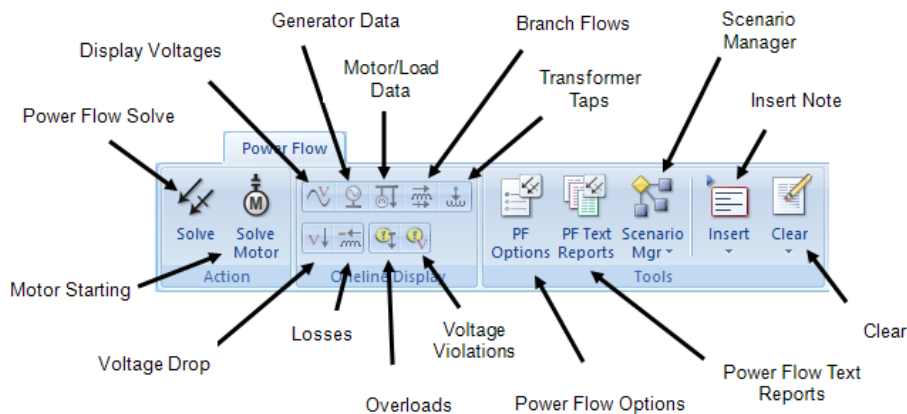 Generator Data
Branch Flows
Scenario
Manager
Display Voltages
Motor/Load
Data
Transformer
Taps
Insert Note
Power Flow Solve
Power Flow
Solve
Solve
Motor
PF
Options
PF Text
Reports
Scenario
Mgr
Insert
Clear
Action
Oneline Display
Tools
Motor Starting
Voltage Drop
Losses
Overloads
Voltage
Violations
Power Flow Options
Power Flow Text
Reports
Clear